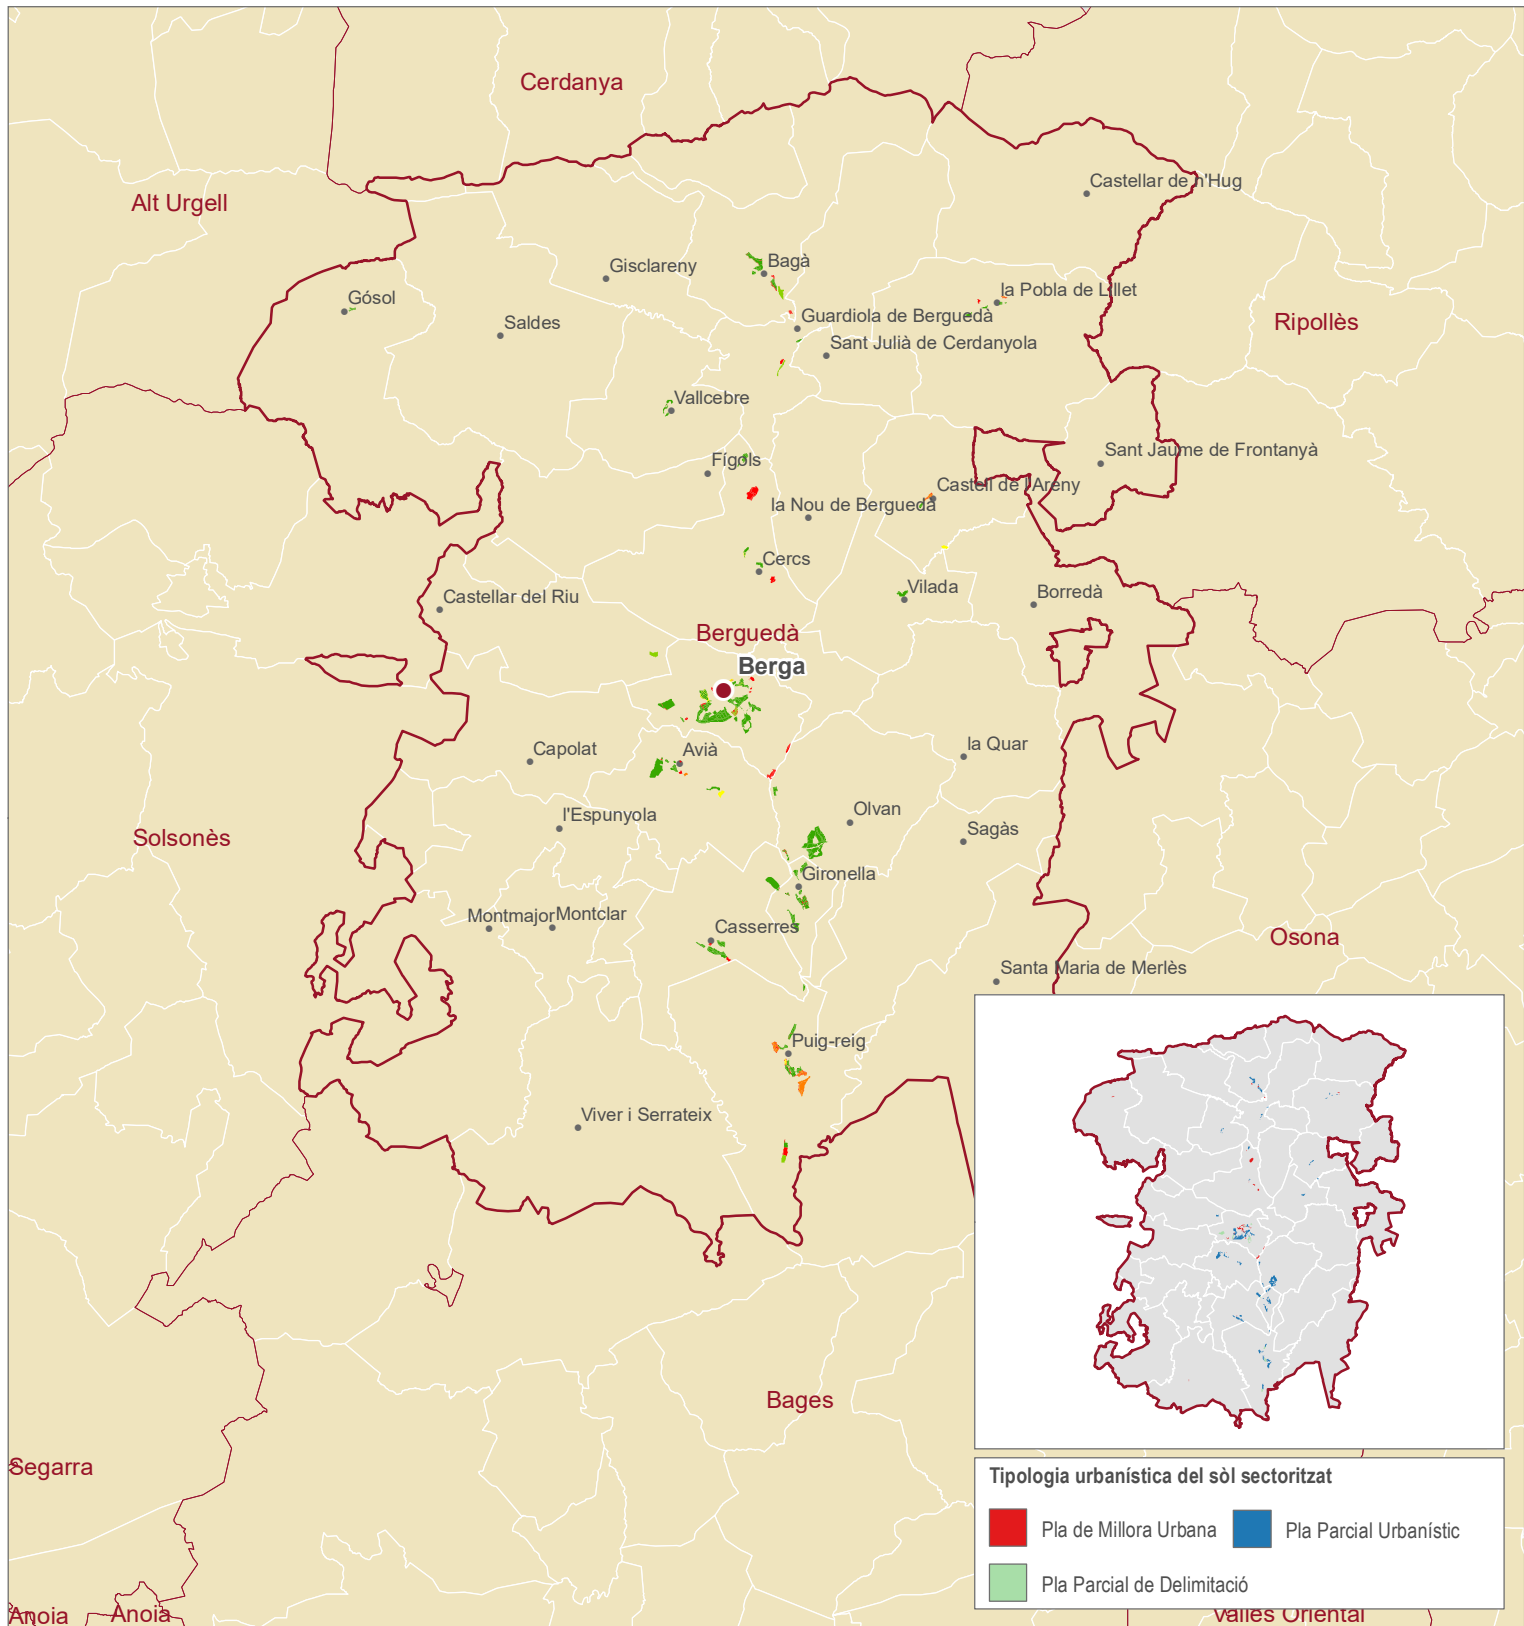 Cerdanya
Castellar de n'Hug
Alt Urgell
Bagà
Gisclareny
la Pobla de Lillet
Gósol
Guardiola de Berguedà
Saldes
Ripollès
Sant Julià de Cerdanyola
Vallcebre
Sant Jaume de Frontanyà
Fígols
Castell de l'Areny
la Nou de Berguedà
Cercs
Vilada
Borredà
Castellar del Riu
Berguedà
Berga
la Quar
Capolat
Avià
Olvan
l'Espunyola
Sagàs
Solsonès
Gironella
Montmajor
Montclar
Casserres
Osona
Santa Maria de Merlès
Puig-reig
Viver i Serrateix
Bages
Segarra
Tipologia urbanística del sòl sectoritzat
Pla de Millora Urbana
Pla Parcial Urbanístic
Pla Parcial de Delimitació
Anoia
Anoia
Vallès Oriental